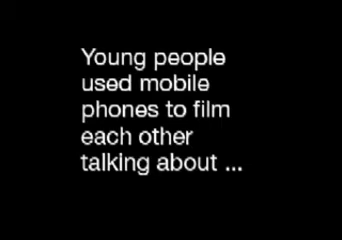 Young people
used mobile
phones to film
each other
talking about ...